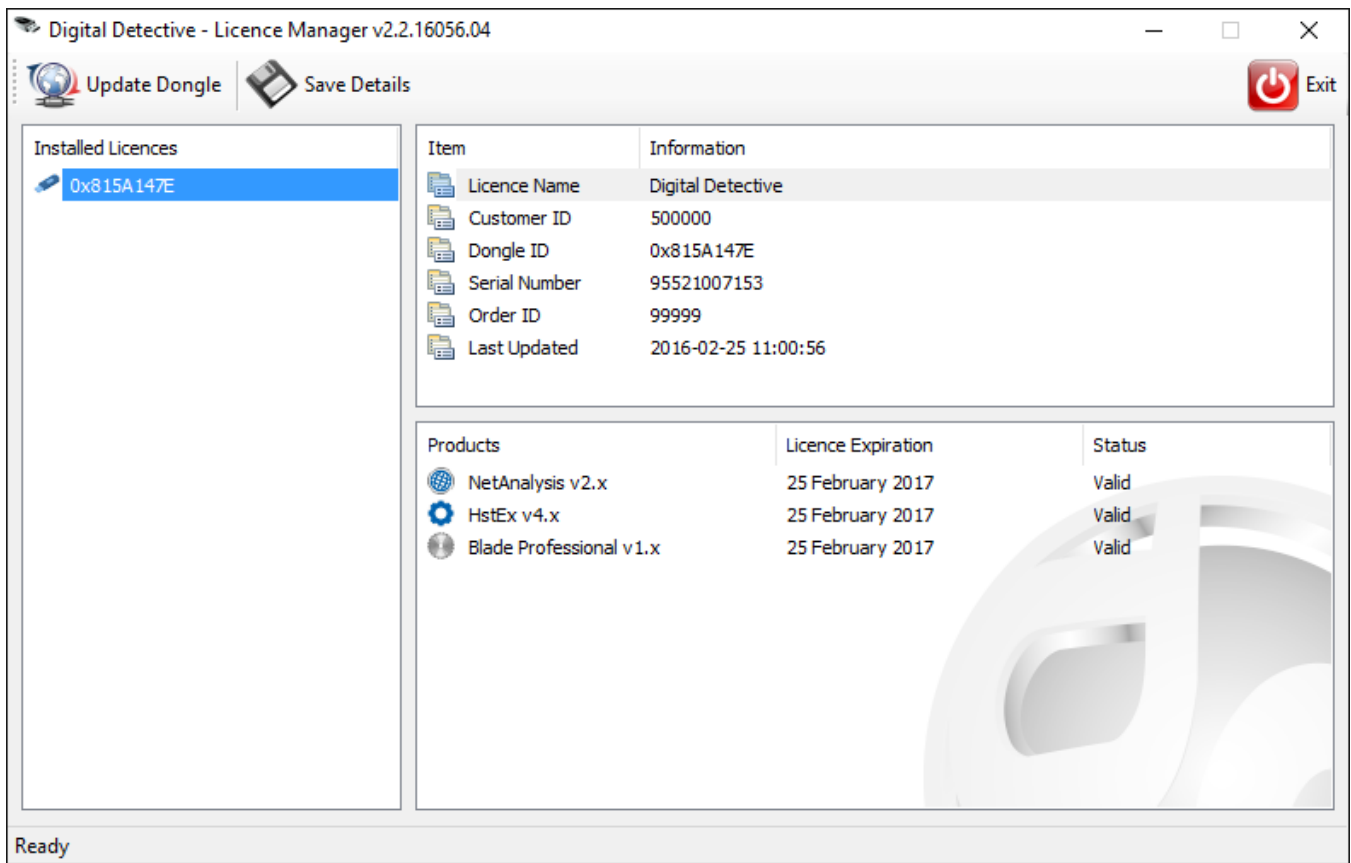 Digital Detective - Licence Manager v2.2.16056.04
Update Dongle Save Details Exit
Installed Licences
0x815A147E
Item Information
Licence Name Digital Detective
Customer ID 500000
Dongle ID 0x815A147E
Serial Number 95521007153
Order ID 99999
Last Updated 2016-02-25 11:00:56
Products Licence Expiration Status
NetAnalysis v2.x 25 February 2017 Valid
HstEx v4.x 25 February 2017 Valid
Blade Professional v1.x 25 February 2017 Valid
Ready